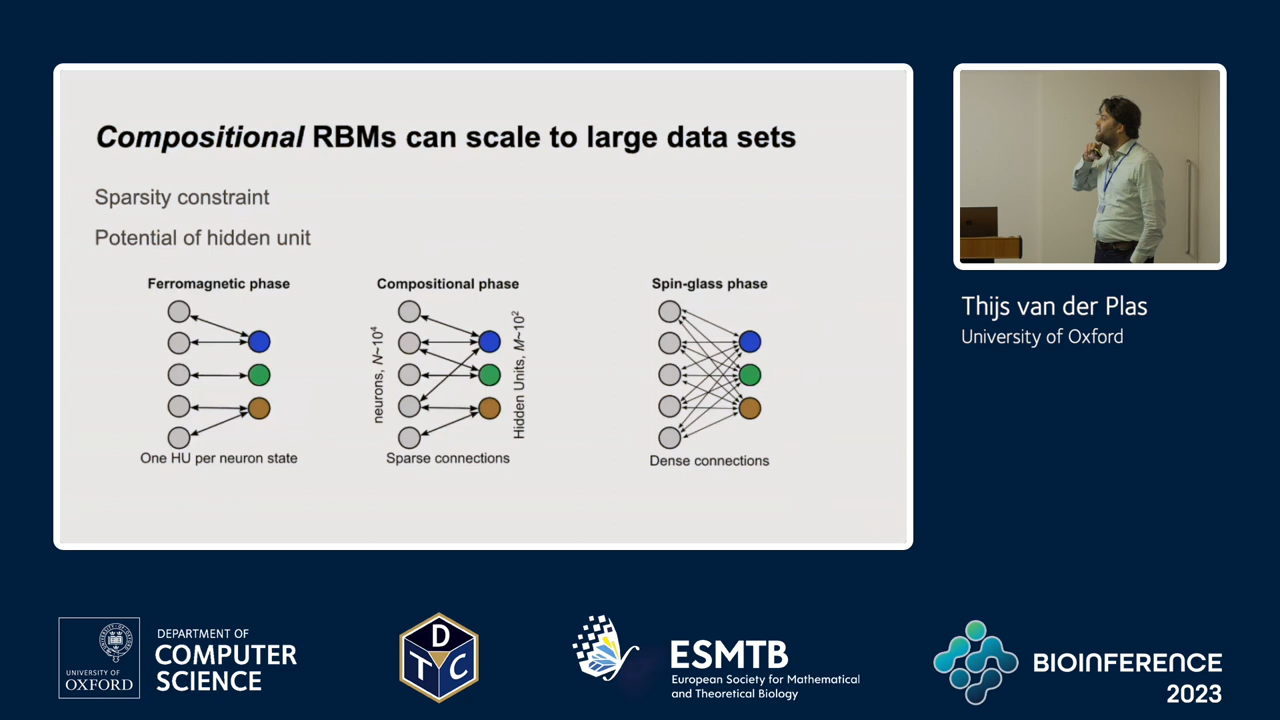 Compositional RBMs can scale to large data sets
Sparsity constraint
Potential of hidden unit
Ferromagnetic phase
One HU per neuron state
Compositional phase
neurons, N~10⁴
Hidden Units, M~10²
Sparse connections
Spin-glass phase
Dense connections
Thijs van der Plas
University of Oxford
UNIVERSITY OF
OXFORD
DEPARTMENT OF
COMPUTER
SCIENCE
D
T C
ESMTB
European Society for Mathematical
and Theoretical Biology
BIOINFERENCE
2023